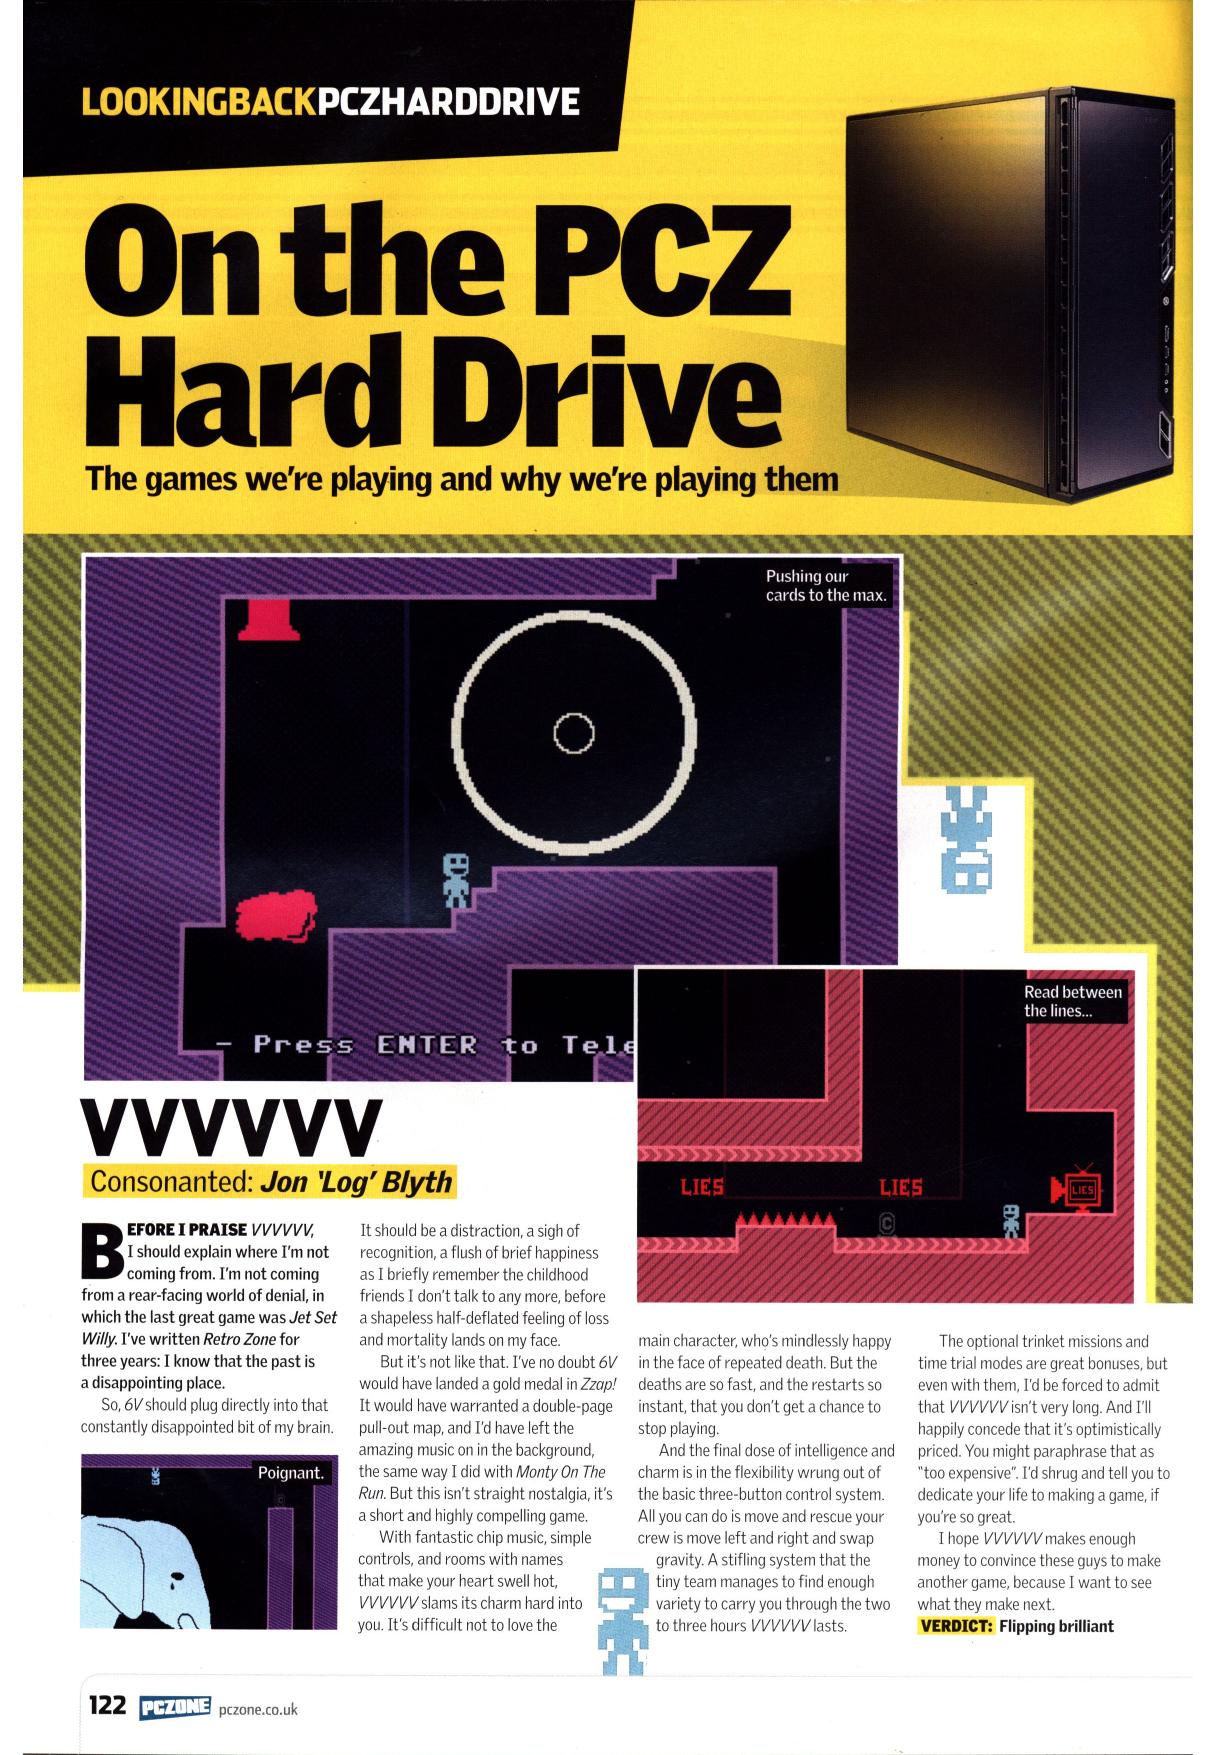 LOOKINGBACKPCZHARDDRIVE
On the PCZ
Hard Drive
The games we're playing and why we're playing them
Pushing our
cards to the max.
– Press ENTER to Tele
Read between
the lines...
LIES
LIES
LIES
C
VVVVVV
Consonanted: Jon 'Log' Blyth
BEFORE I PRAISE VVVVVV,
I should explain where I'm not
coming from. I'm not coming
from a rear-facing world of denial, in
which the last great game was Jet Set
Willy. I've written Retro Zone for
three years: I know that the past is
a disappointing place.
So, 6V should plug directly into that
constantly disappointed bit of my brain.
Poignant.
C
It should be a distraction, a sigh of
recognition, a flush of brief happiness
as I briefly remember the childhood
friends I don't talk to any more, before
a shapeless half-deflated feeling of loss
and mortality lands on my face.
But it's not like that. I've no doubt 6V
would have landed a gold medal in Zzap!
It would have warranted a double-page
pull-out map, and I'd have left the
amazing music on in the background,
the same way I did with Monty On The
Run. But this isn't straight nostalgia, it's
a short and highly compelling game.
With fantastic chip music, simple
controls, and rooms with names
that make your heart swell hot,
VVVVVV slams its charm hard into
you. It's difficult not to love the
main character, who's mindlessly happy
in the face of repeated death. But the
deaths are so fast, and the restarts so
instant, that you don't get a chance to
stop playing.
And the final dose of intelligence and
charm is in the flexibility wrung out of
the basic three-button control system.
All you can do is move and rescue your
crew is move left and right and swap
gravity. A stifling system that the
tiny team manages to find enough
variety to carry you through the two
to three hours VVVVVV lasts.
The optional trinket missions and
time trial modes are great bonuses, but
even with them, I'd be forced to admit
that VVVVVV isn't very long. And I'll
happily concede that it's optimistically
priced. You might paraphrase that as
"too expensive". I'd shrug and tell you to
dedicate your life to making a game, if
you're so great.
I hope VVVVVV makes enough
money to convince these guys to make
another game, because I want to see
what they make next.
VERDICT: Flipping brilliant
122 PCZONE pczone.co.uk